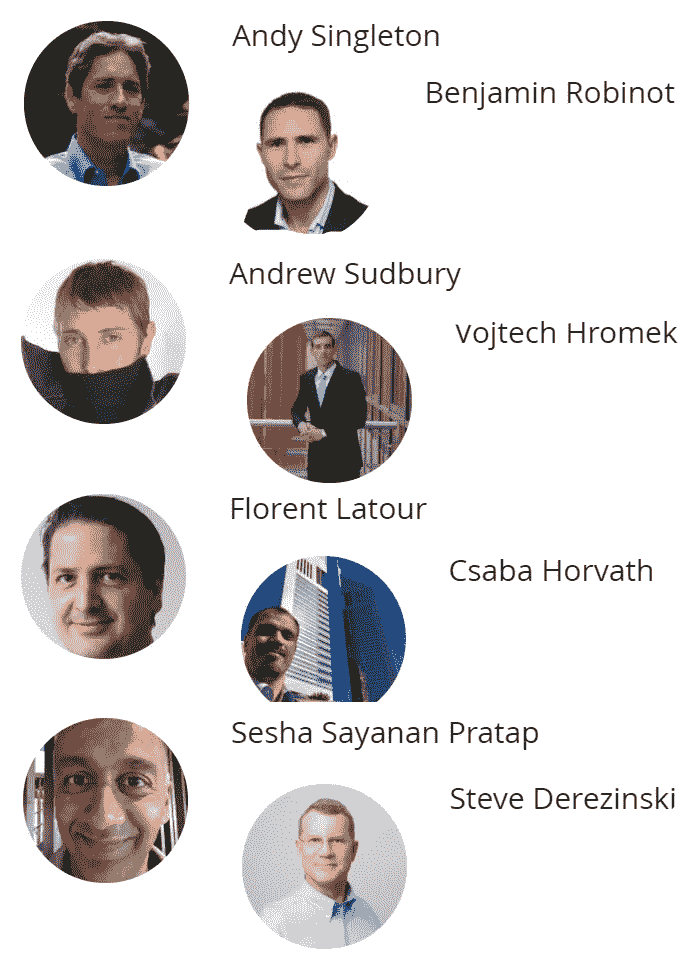 Andy Singleton
Benjamin Robinot
Andrew Sudbury
Vojtech Hromek
Florent Latour
Csaba Horvath
Sesha Sayanan Pratap
Steve Derezinski